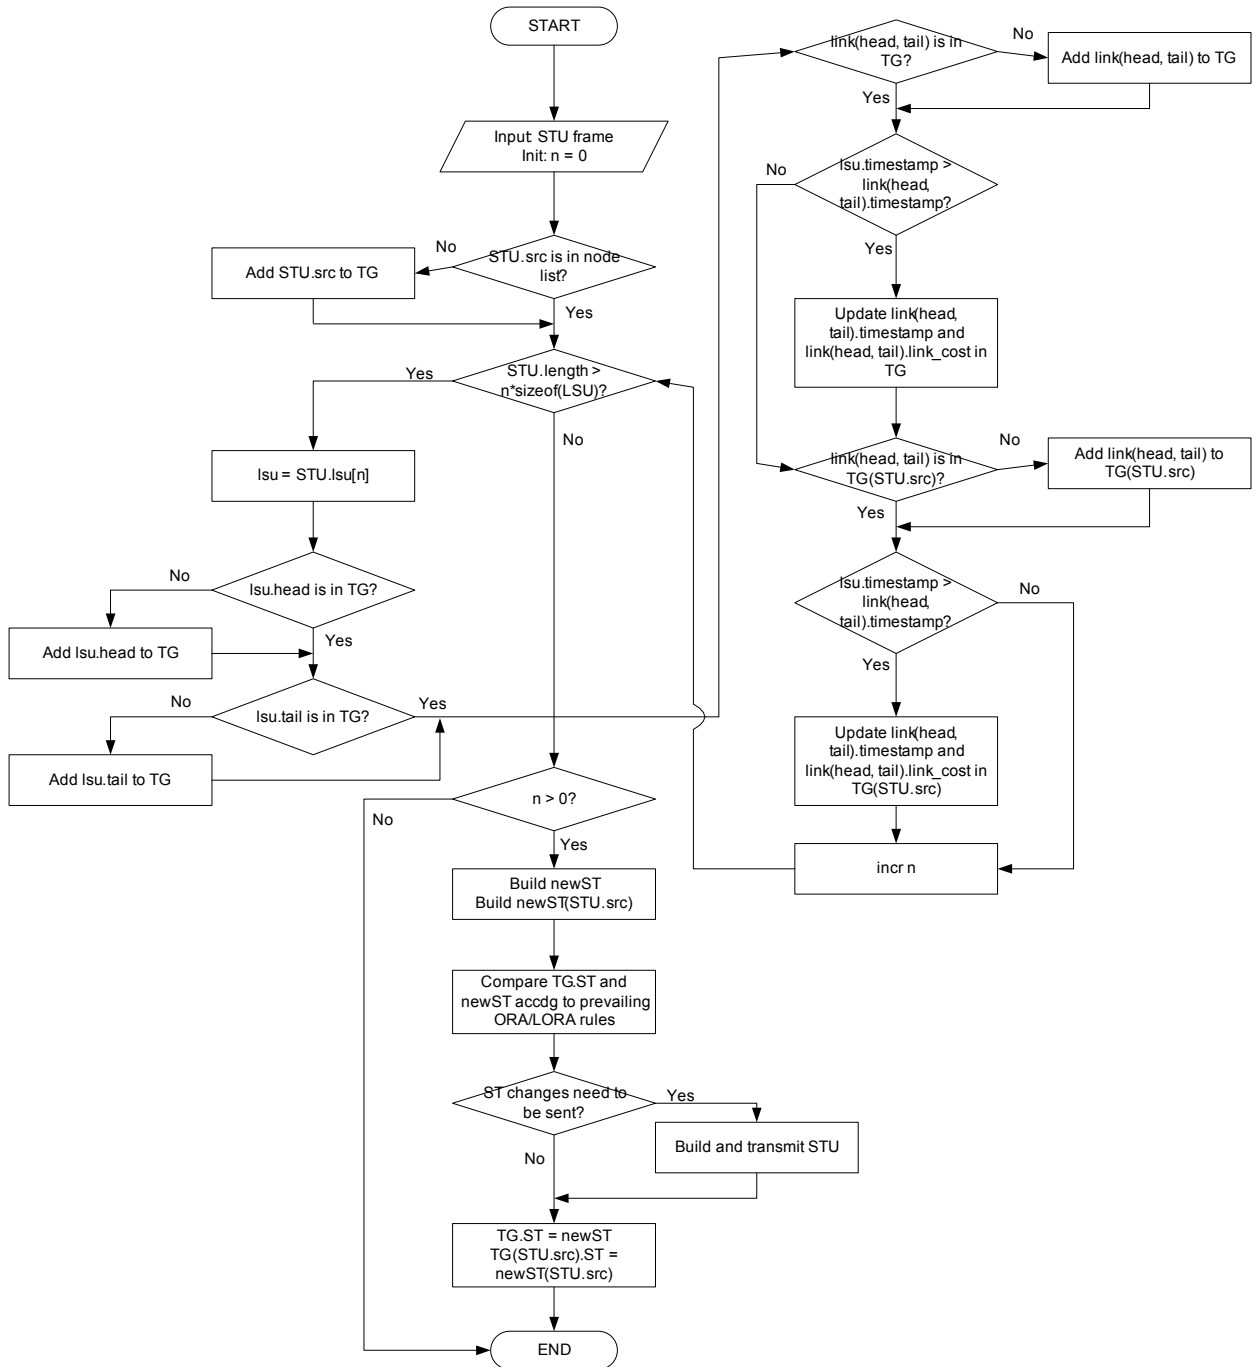 START
Input: STU frame
Init: n = 0
STU.src is in node
list?
No
Add STU.src to TG
Yes
STU.length >
n*sizeof(LSU)?
Yes
No
lsu = STU.lsu[n]
lsu.head is in TG?
No
Add lsu.head to TG
Yes
lsu.tail is in TG?
No
Add lsu.tail to TG
Yes
link(head, tail) is in
TG?
No
Add link(head, tail) to TG
Yes
lsu.timestamp >
link(head,
tail).timestamp?
No
Yes
Update link(head,
tail).timestamp and
link(head, tail).link_cost in
TG
link(head, tail) is in
TG(STU.src)?
No
Add link(head, tail) to
TG(STU.src)
Yes
lsu.timestamp >
link(head,
tail).timestamp?
No
Yes
Update link(head,
tail).timestamp and
link(head, tail).link_cost in
TG(STU.src)
incr n
n > 0?
No
Yes
Build newST
Build newST(STU.src)
Compare TG.ST and
newST accdg to prevailing
ORA/LORA rules
ST changes need to
be sent?
Yes
Build and transmit STU
No
TG.ST = newST
TG(STU.src).ST =
newST(STU.src)
END